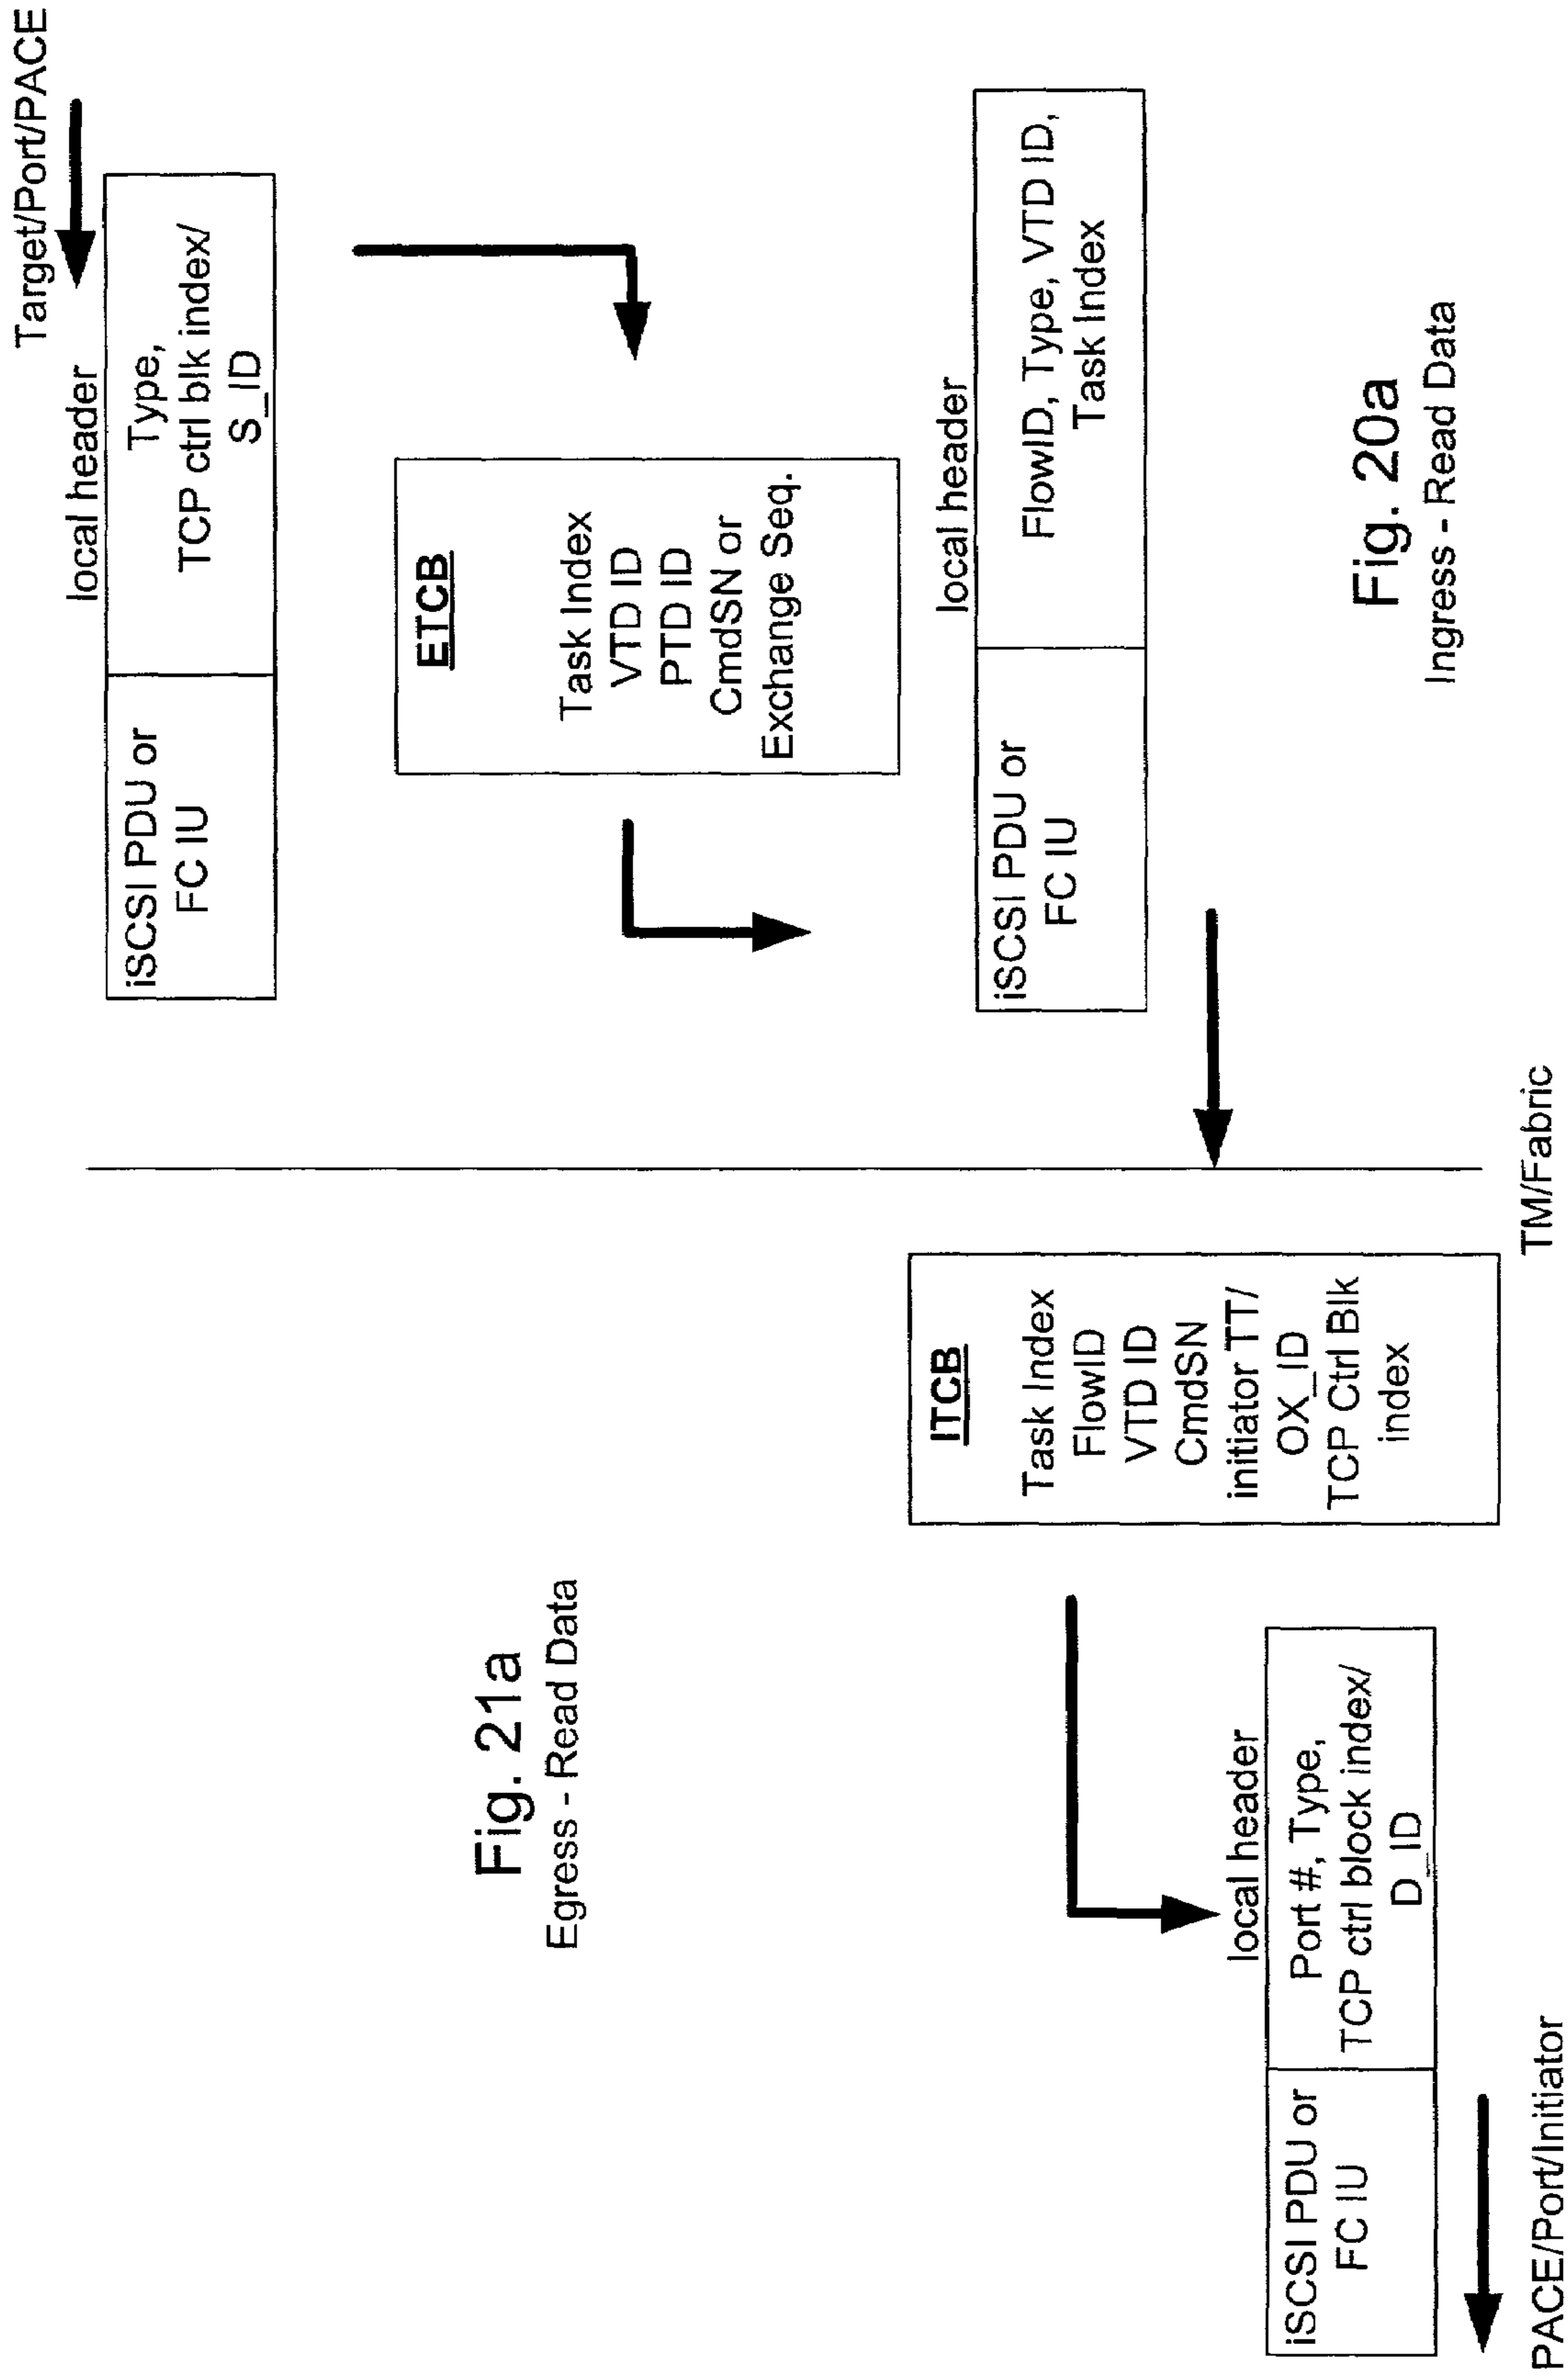 Target/Port/PACE
local header
iSCSI PDU or
FC IU
Type,
TCP ctrl blk index/
S_ID
ETCB
Task Index
VTD ID
PTD ID
CmdSN or
Exchange Seq.
local header
iSCSI PDU or
FC IU
FlowID, Type, VTD ID,
Task Index
Fig. 20a
Ingress - Read Data
TM/Fabric
Fig. 21a
Egress - Read Data
ITCB
Task Index
FlowID
VTD ID
CmdSN
initiator TT/
OX_ID
TCP Ctrl Blk
index
local header
iSCSI PDU or
FC IU
Port #, Type,
TCP ctrl block index/
D_ID
PACE/Port/Initiator